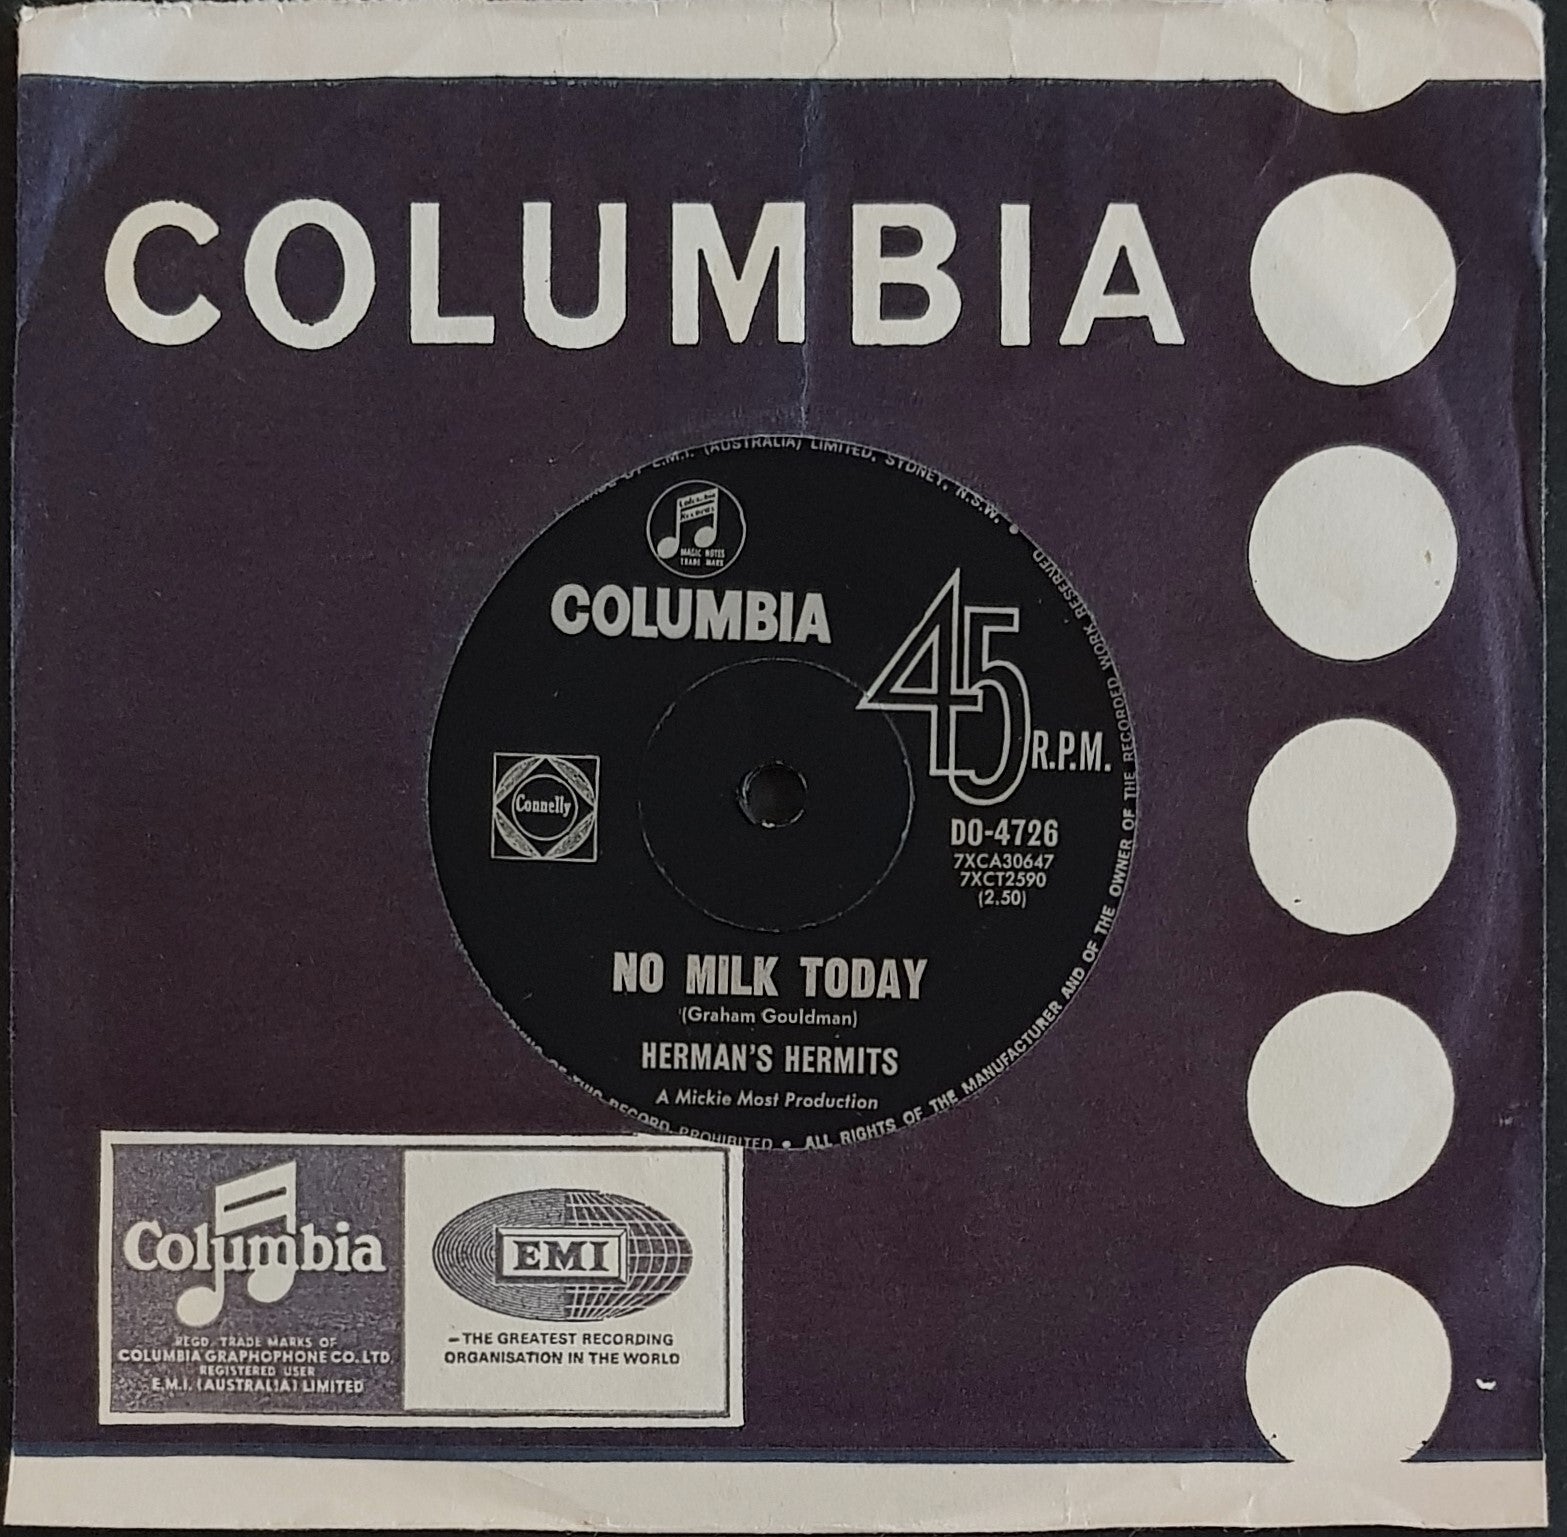 COLUMBIA
E.M.I. (AUSTRALIA) LIMITED, SYDNEY, N.S.W. •
MAGIC NOTES
TRADE MARK
COLUMBIA
45
R.P.M.
Connelly
DO-4726
7XCA30647
7XCT2590
(2.50)
NO MILK TODAY
(Graham Gouldman)
HERMAN'S HERMITS
A Mickie Most Production
RECORD PROHIBITED • ALL RIGHTS OF THE MANUFACTURER AND OF THE OWNER OF THE RECORDED WORK RESERVED
Columbia
REGD. TRADE MARKS OF
COLUMBIA GRAPHOPHONE CO. LTD.
REGISTERED USER
E.M.I. (AUSTRALIA) LIMITED
EMI
—THE GREATEST RECORDING
ORGANISATION IN THE WORLD